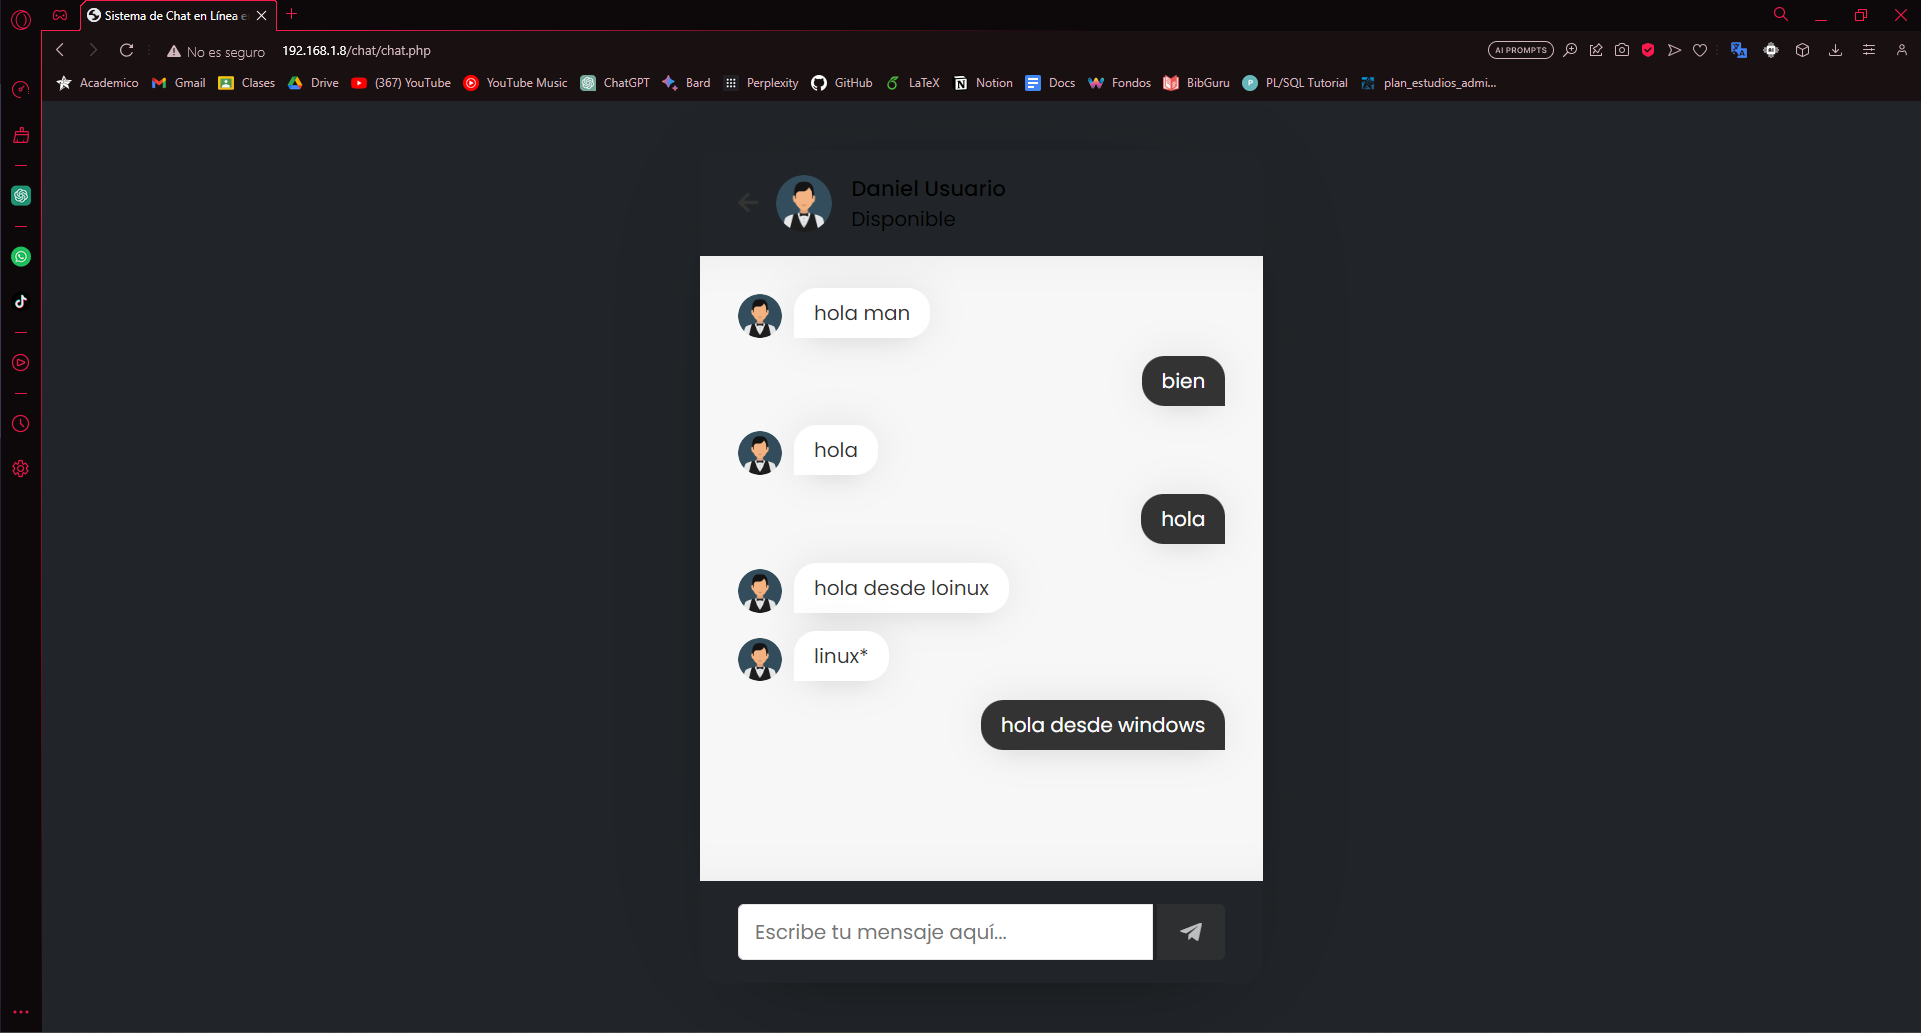 Sistema de Chat en Línea e
No es seguro
192.168.1.8/chat/chat.php
AI PROMPTS
Academico
Gmail
Clases
Drive
(367) YouTube
YouTube Music
ChatGPT
Bard
Perplexity
GitHub
LaTeX
Notion
Docs
Fondos
BibGuru
PL/SQL Tutorial
plan_estudios_admi...
Daniel Usuario
Disponible
hola man
bien
hola
hola
hola desde loinux
linux*
hola desde windows
Escribe tu mensaje aquí...